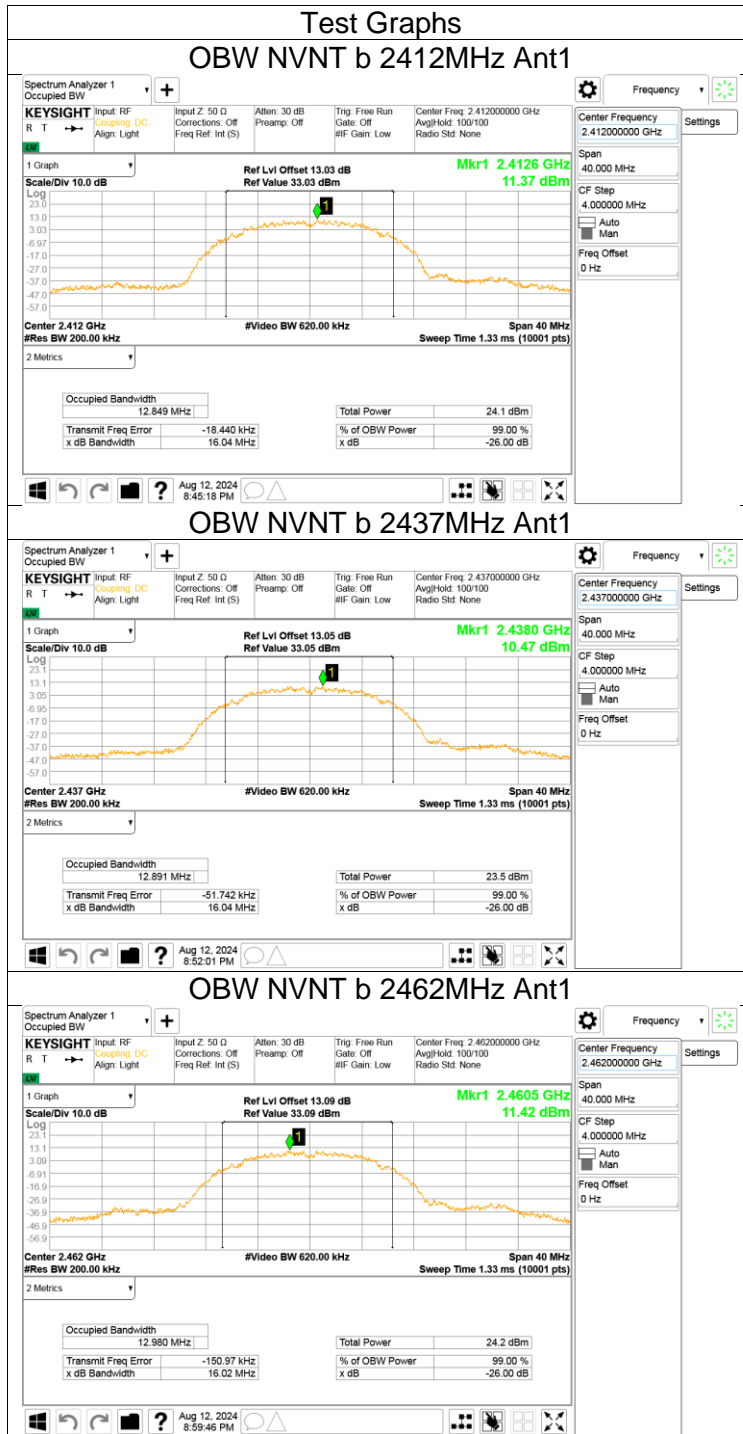 Test Graphs
OBW NVNT b 2412MHz Ant1
Spectrum Analyzer 1
Occupied BW
Frequency
KEYSIGHT Input: RF Input Z: 50 Ω Atten: 30 dB Trig: Free Run Center Freq: 2.412000000 GHz
R T Coupling: DC Corrections: Off Preamp: Off Gate: Off Avg|Hold: 100/100
Align: Light Freq Ref: Int (S) #IF Gain: Low Radio Std: None
Center Frequency
2.412000000 GHz
Settings
Span
40.000 MHz
CF Step
4.000000 MHz
Auto
Man
Freq Offset
0 Hz
1 Graph
Scale/Div 10.0 dB
Ref Lvl Offset 13.03 dB
Ref Value 33.03 dBm
Mkr1 2.4126 GHz
11.37 dBm
Log
23.0
13.0
3.03
-6.97
-17.0
-27.0
-37.0
-47.0
-57.0
1
Center 2.412 GHz #Video BW 620.00 kHz Span 40 MHz
#Res BW 200.00 kHz Sweep Time 1.33 ms (10001 pts)
2 Metrics
Occupied Bandwidth
12.849 MHz Total Power 24.1 dBm
Transmit Freq Error -18.440 kHz % of OBW Power 99.00 %
x dB Bandwidth 16.04 MHz x dB -26.00 dB
? Aug 12, 2024
8:45:18 PM
OBW NVNT b 2437MHz Ant1
Spectrum Analyzer 1
Occupied BW
Frequency
KEYSIGHT Input: RF Input Z: 50 Ω Atten: 30 dB Trig: Free Run Center Freq: 2.437000000 GHz
R T Coupling: DC Corrections: Off Preamp: Off Gate: Off Avg|Hold: 100/100
Align: Light Freq Ref: Int (S) #IF Gain: Low Radio Std: None
Center Frequency
2.437000000 GHz
Settings
Span
40.000 MHz
CF Step
4.000000 MHz
Auto
Man
Freq Offset
0 Hz
1 Graph
Scale/Div 10.0 dB
Ref Lvl Offset 13.05 dB
Ref Value 33.05 dBm
Mkr1 2.4380 GHz
10.47 dBm
Log
23.1
13.1
3.05
-6.95
-17.0
-27.0
-37.0
-47.0
-57.0
1
Center 2.437 GHz #Video BW 620.00 kHz Span 40 MHz
#Res BW 200.00 kHz Sweep Time 1.33 ms (10001 pts)
2 Metrics
Occupied Bandwidth
12.891 MHz Total Power 23.5 dBm
Transmit Freq Error -51.742 kHz % of OBW Power 99.00 %
x dB Bandwidth 16.04 MHz x dB -26.00 dB
? Aug 12, 2024
8:52:01 PM
OBW NVNT b 2462MHz Ant1
Spectrum Analyzer 1
Occupied BW
Frequency
KEYSIGHT Input: RF Input Z: 50 Ω Atten: 30 dB Trig: Free Run Center Freq: 2.462000000 GHz
R T Coupling: DC Corrections: Off Preamp: Off Gate: Off Avg|Hold: 100/100
Align: Light Freq Ref: Int (S) #IF Gain: Low Radio Std: None
Center Frequency
2.462000000 GHz
Settings
Span
40.000 MHz
CF Step
4.000000 MHz
Auto
Man
Freq Offset
0 Hz
1 Graph
Scale/Div 10.0 dB
Ref Lvl Offset 13.09 dB
Ref Value 33.09 dBm
Mkr1 2.4605 GHz
11.42 dBm
Log
23.1
13.1
3.09
-6.91
-16.9
-26.9
-36.9
-46.9
-56.9
1
Center 2.462 GHz #Video BW 620.00 kHz Span 40 MHz
#Res BW 200.00 kHz Sweep Time 1.33 ms (10001 pts)
2 Metrics
Occupied Bandwidth
12.980 MHz Total Power 24.2 dBm
Transmit Freq Error -150.97 kHz % of OBW Power 99.00 %
x dB Bandwidth 16.02 MHz x dB -26.00 dB
? Aug 12, 2024
8:59:46 PM